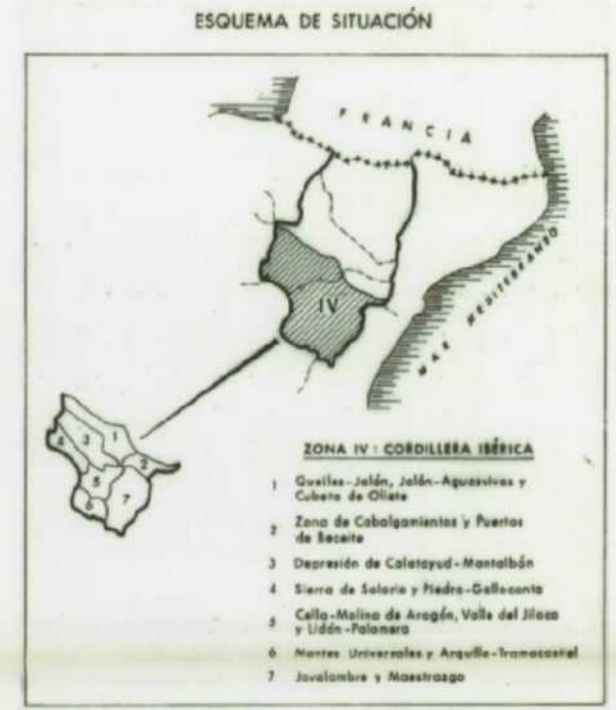 ESQUEMA DE SITUACIÓN
FRANCIA
MAR MEDITERRANEO
IV
1
2
3
4
5
6
7
ZONA IV : CORDILLERA IBÉRICA
1 Queiles-Jalón, Jalón-Aguasvivas y
Cubeta de Oliete
2 Zona de Cabalgamientos y Puertos
de Beceite
3 Depresión de Calatayud-Montalbán
4 Sierra de Solorio y Piedra-Gallocanta
5 Cella-Molina de Aragón, Valle del Jiloca
y Lidón-Palomera
6 Montes Universales y Arquillo-Tramacastiel
7 Javalambre y Maestrazgo